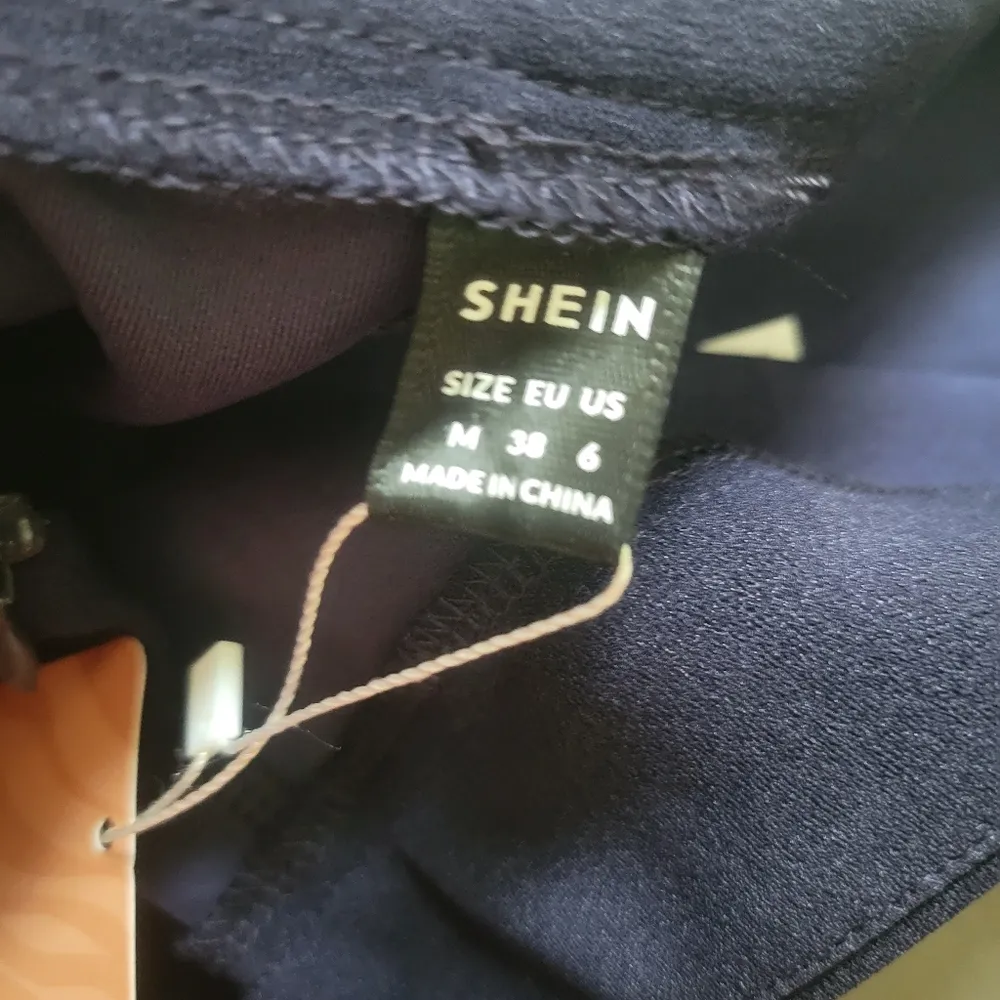 SHEIN
SIZE EU US
M 38 6
MADE IN CHINA